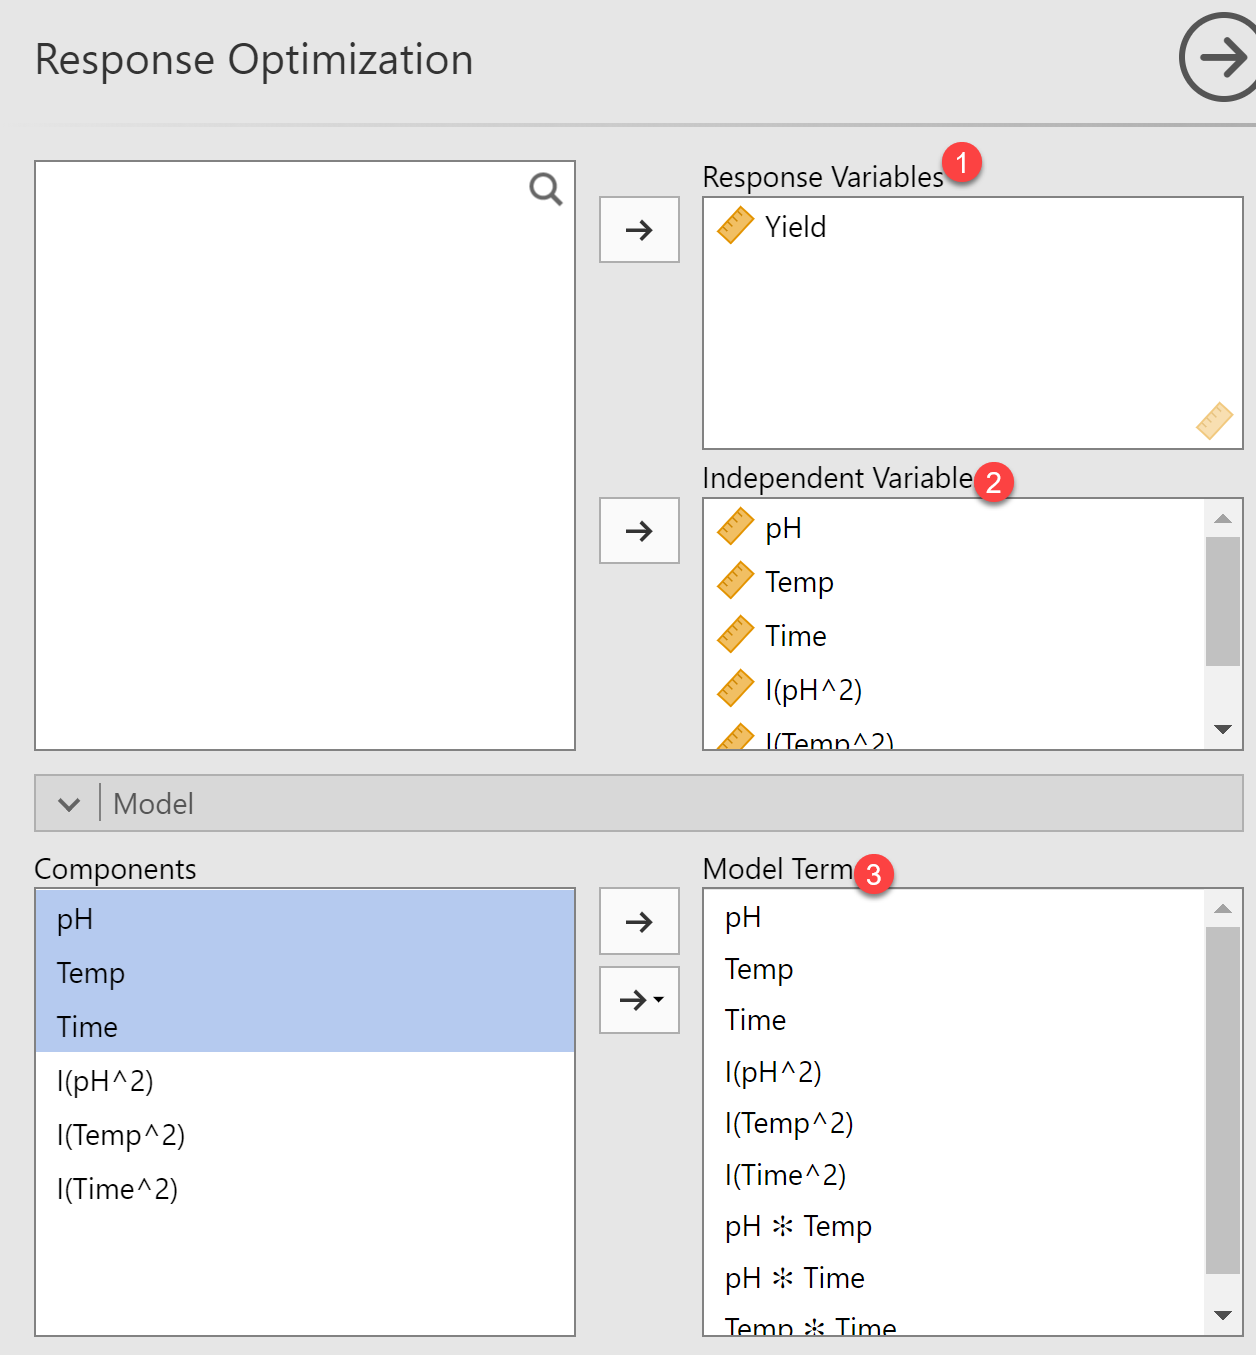 Response Optimization
Response Variables
1
Yield
Independent Variable
2
pH
Temp
Time
I(pH^2)
I(Temp^2)
Model
Components
pH
Temp
Time
I(pH^2)
I(Temp^2)
I(Time^2)
Model Term
3
pH
Temp
Time
I(pH^2)
I(Temp^2)
I(Time^2)
pH ✻ Temp
pH ✻ Time
Temp ✻ Time